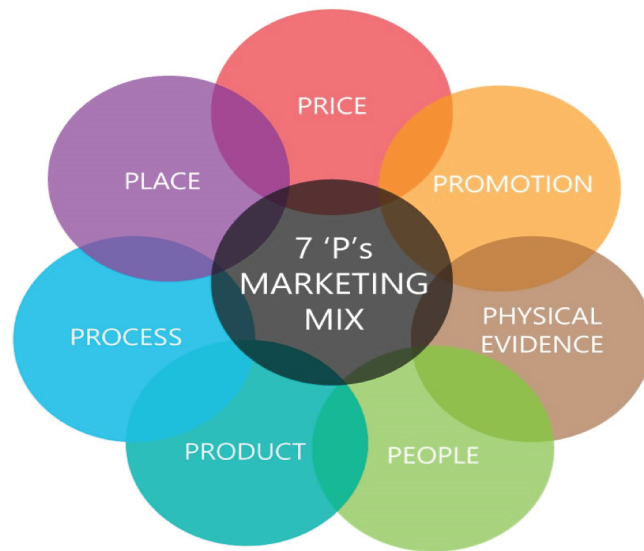 PRICE
PROMOTION
PHYSICAL
EVIDENCE
PEOPLE
PRODUCT
PROCESS
PLACE
7 ‘P’s
MARKETING
MIX